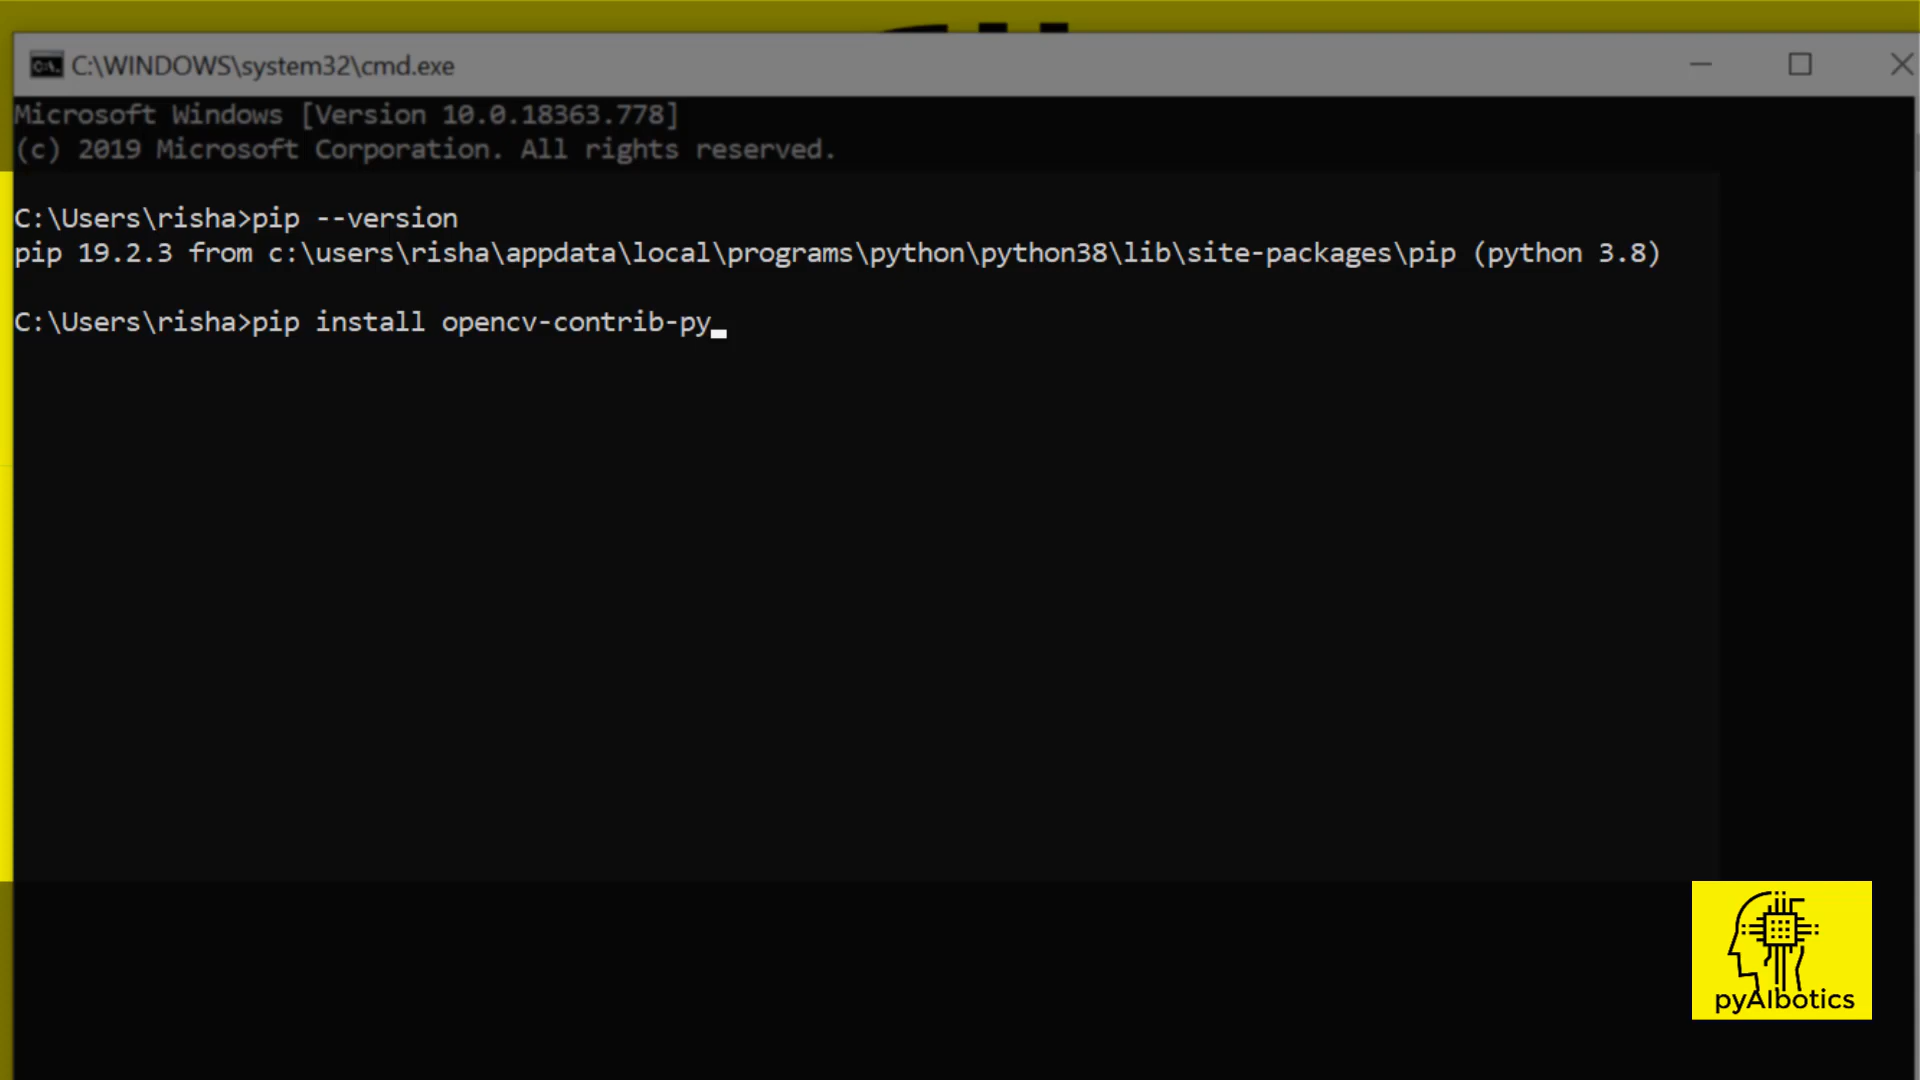 C:\WINDOWS\system32\cmd.exe
Microsoft Windows [Version 10.0.18363.778]
(c) 2019 Microsoft Corporation. All rights reserved.
C:\Users\risha>pip --version
pip 19.2.3 from c:\users\risha\appdata\local\programs\python\python38\lib\site-packages\pip (python 3.8)
C:\Users\risha>pip install opencv-contrib-py
pyAIbotics